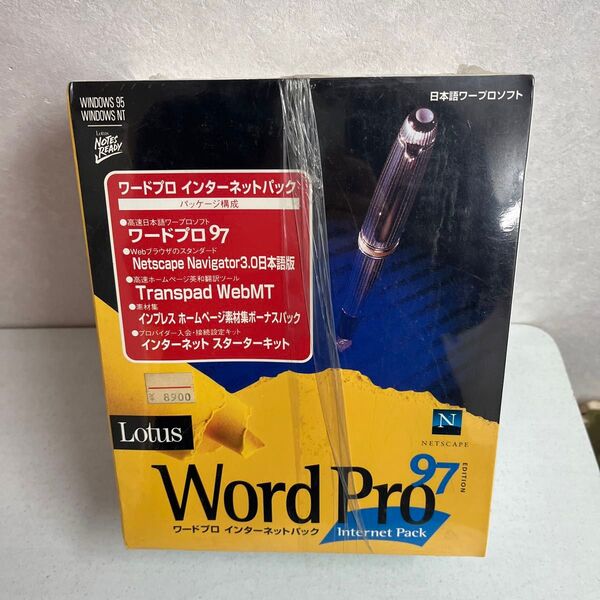 WINDOWS 95
WINDOWS NT
Lotus
NOTES
READY
日本語ワープロソフト
ワードプロ インターネットパック
パッケージ構成
●高速日本語ワープロソフト
ワードプロ97
●Webブラウザのスタンダード
Netscape Navigator3.0日本語版
●高速ホームページ英和翻訳ツール
Transpad WebMT
●素材集
インプレス ホームページ素材集ボーナスパック
●プロバイダー入会・接続設定キット
インターネット スターターキット
¥ 8900
Lotus
N
NETSCAPE
Word Pro 97 EDITION
ワードプロ インターネットパック
Internet Pack